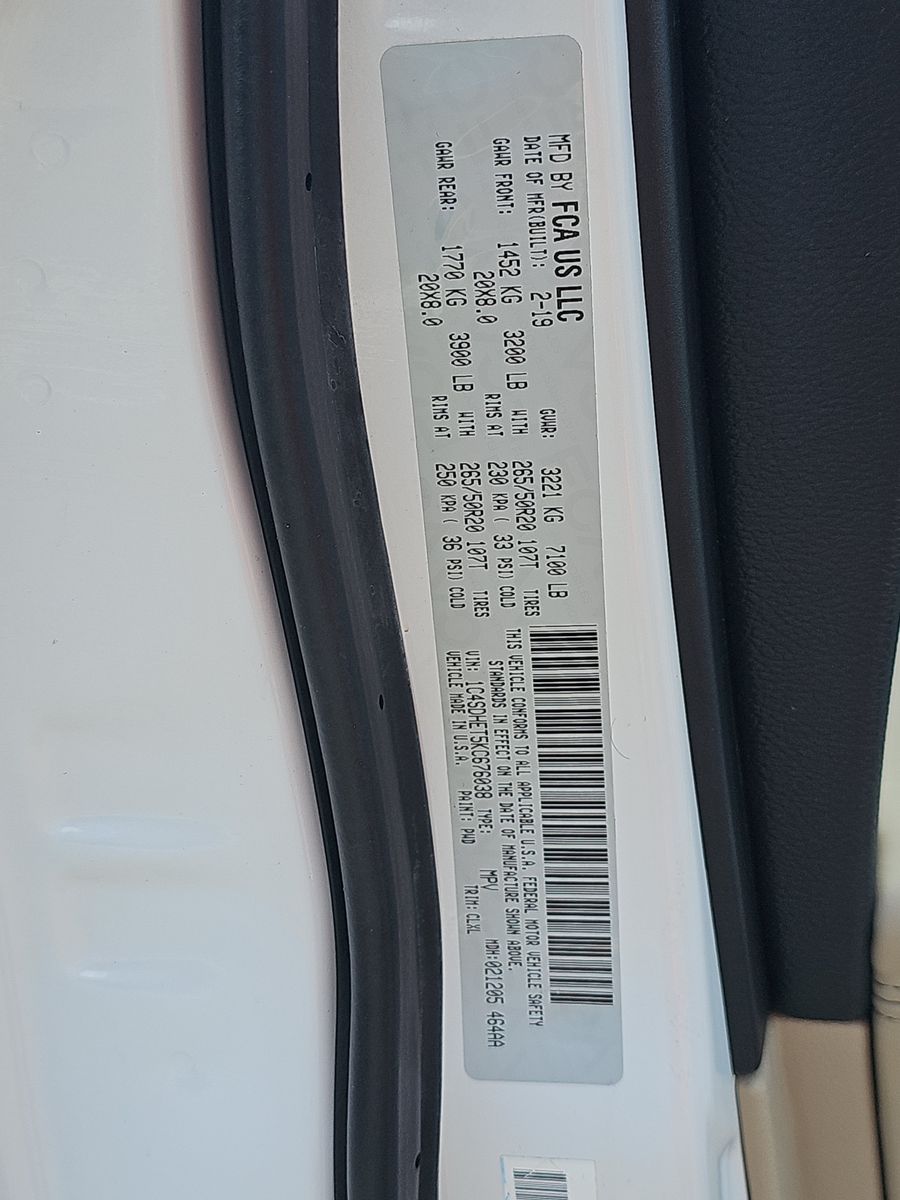 MFD BY FCA US LLC
DATE OF MFR(BUILT): 2-19 GVWR: 3221 KG 7100 LB
GAWR FRONT: 1452 KG 3200 LB WITH 265/50R20 107T TIRES
20X8.0 RIMS AT 230 KPA ( 33 PSI) COLD
GAWR REAR: 1770 KG 3900 LB WITH 265/50R20 107T TIRES
20X8.0 RIMS AT 250 KPA ( 36 PSI) COLD
THIS VEHICLE CONFORMS TO ALL APPLICABLE U.S.A. FEDERAL MOTOR VEHICLE SAFETY
STANDARDS IN EFFECT ON THE DATE OF MANUFACTURE SHOWN ABOVE.
VIN: 1C4SDHET5KC676038 TYPE: MPV MDH:021205 464AA
VEHICLE MADE IN U.S.A. PAINT: PWD TRIM: CLXL